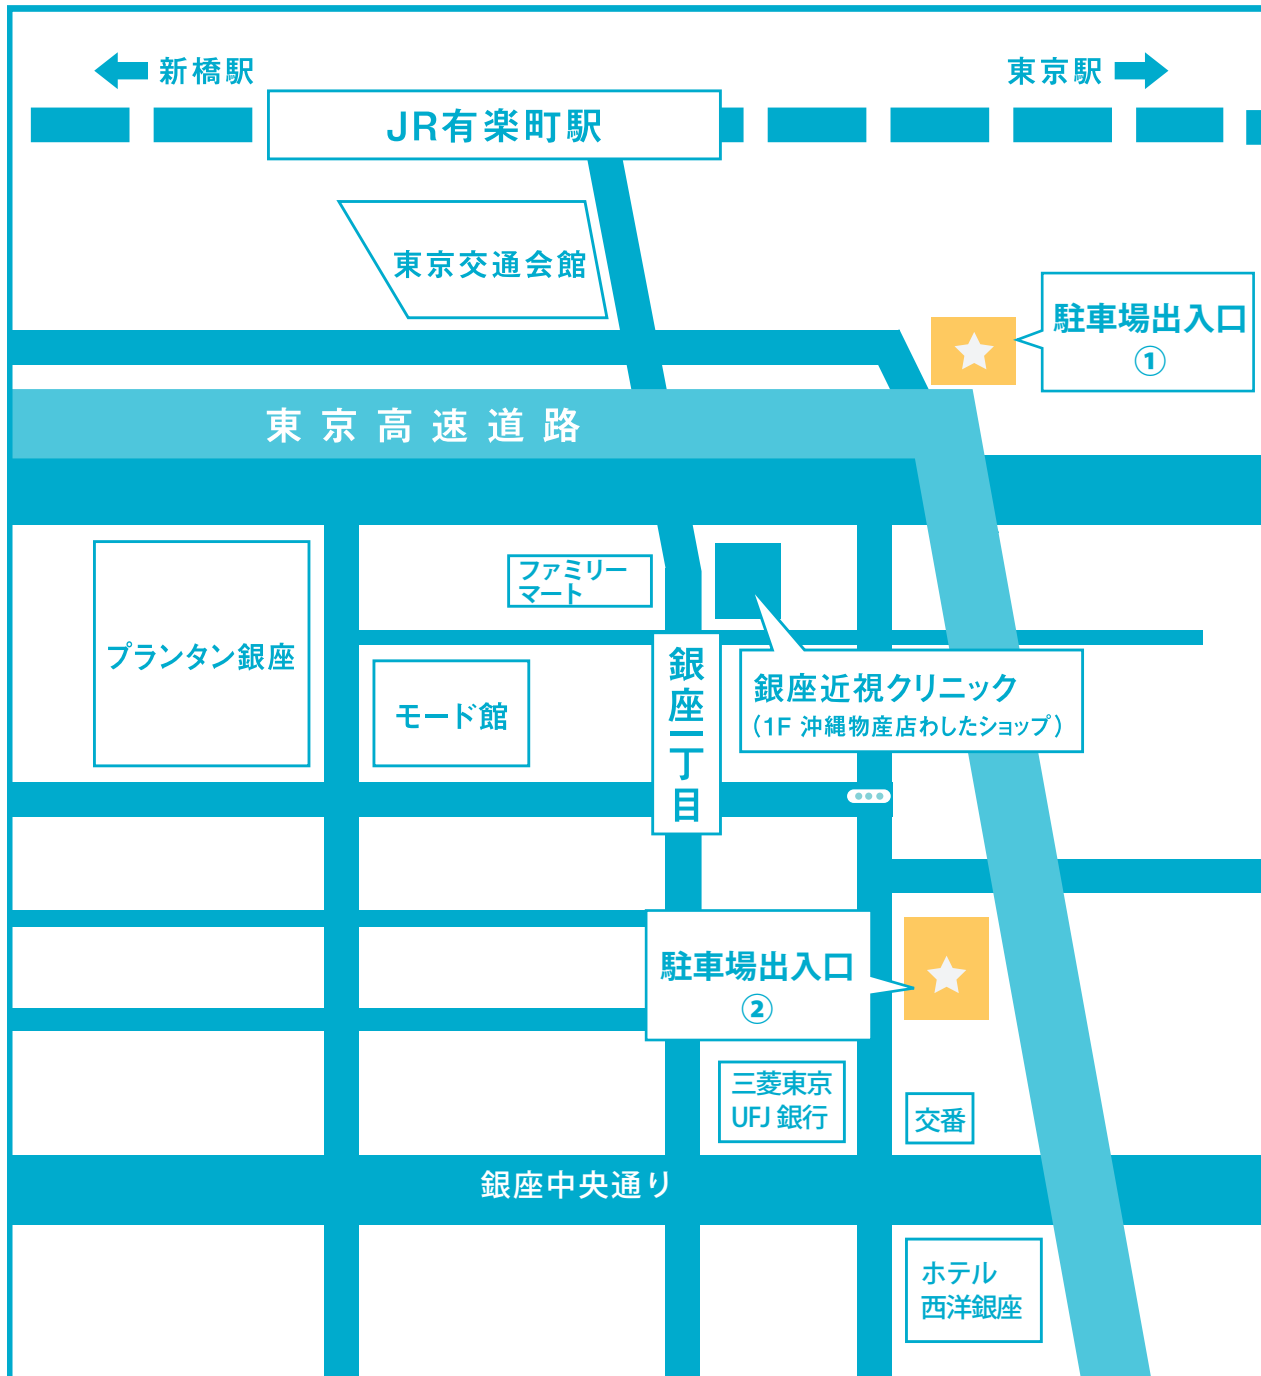 新橋駅
東京駅
JR有楽町駅
東京交通会館
駐車場出入口
①
東京高速道路
ファミリー
マート
プランタン銀座
モード館
銀座一丁目
銀座近視クリニック
（1F 沖縄物産店わしたショップ）
駐車場出入口
②
三菱東京
UFJ 銀行
交番
銀座中央通り
ホテル
西洋銀座